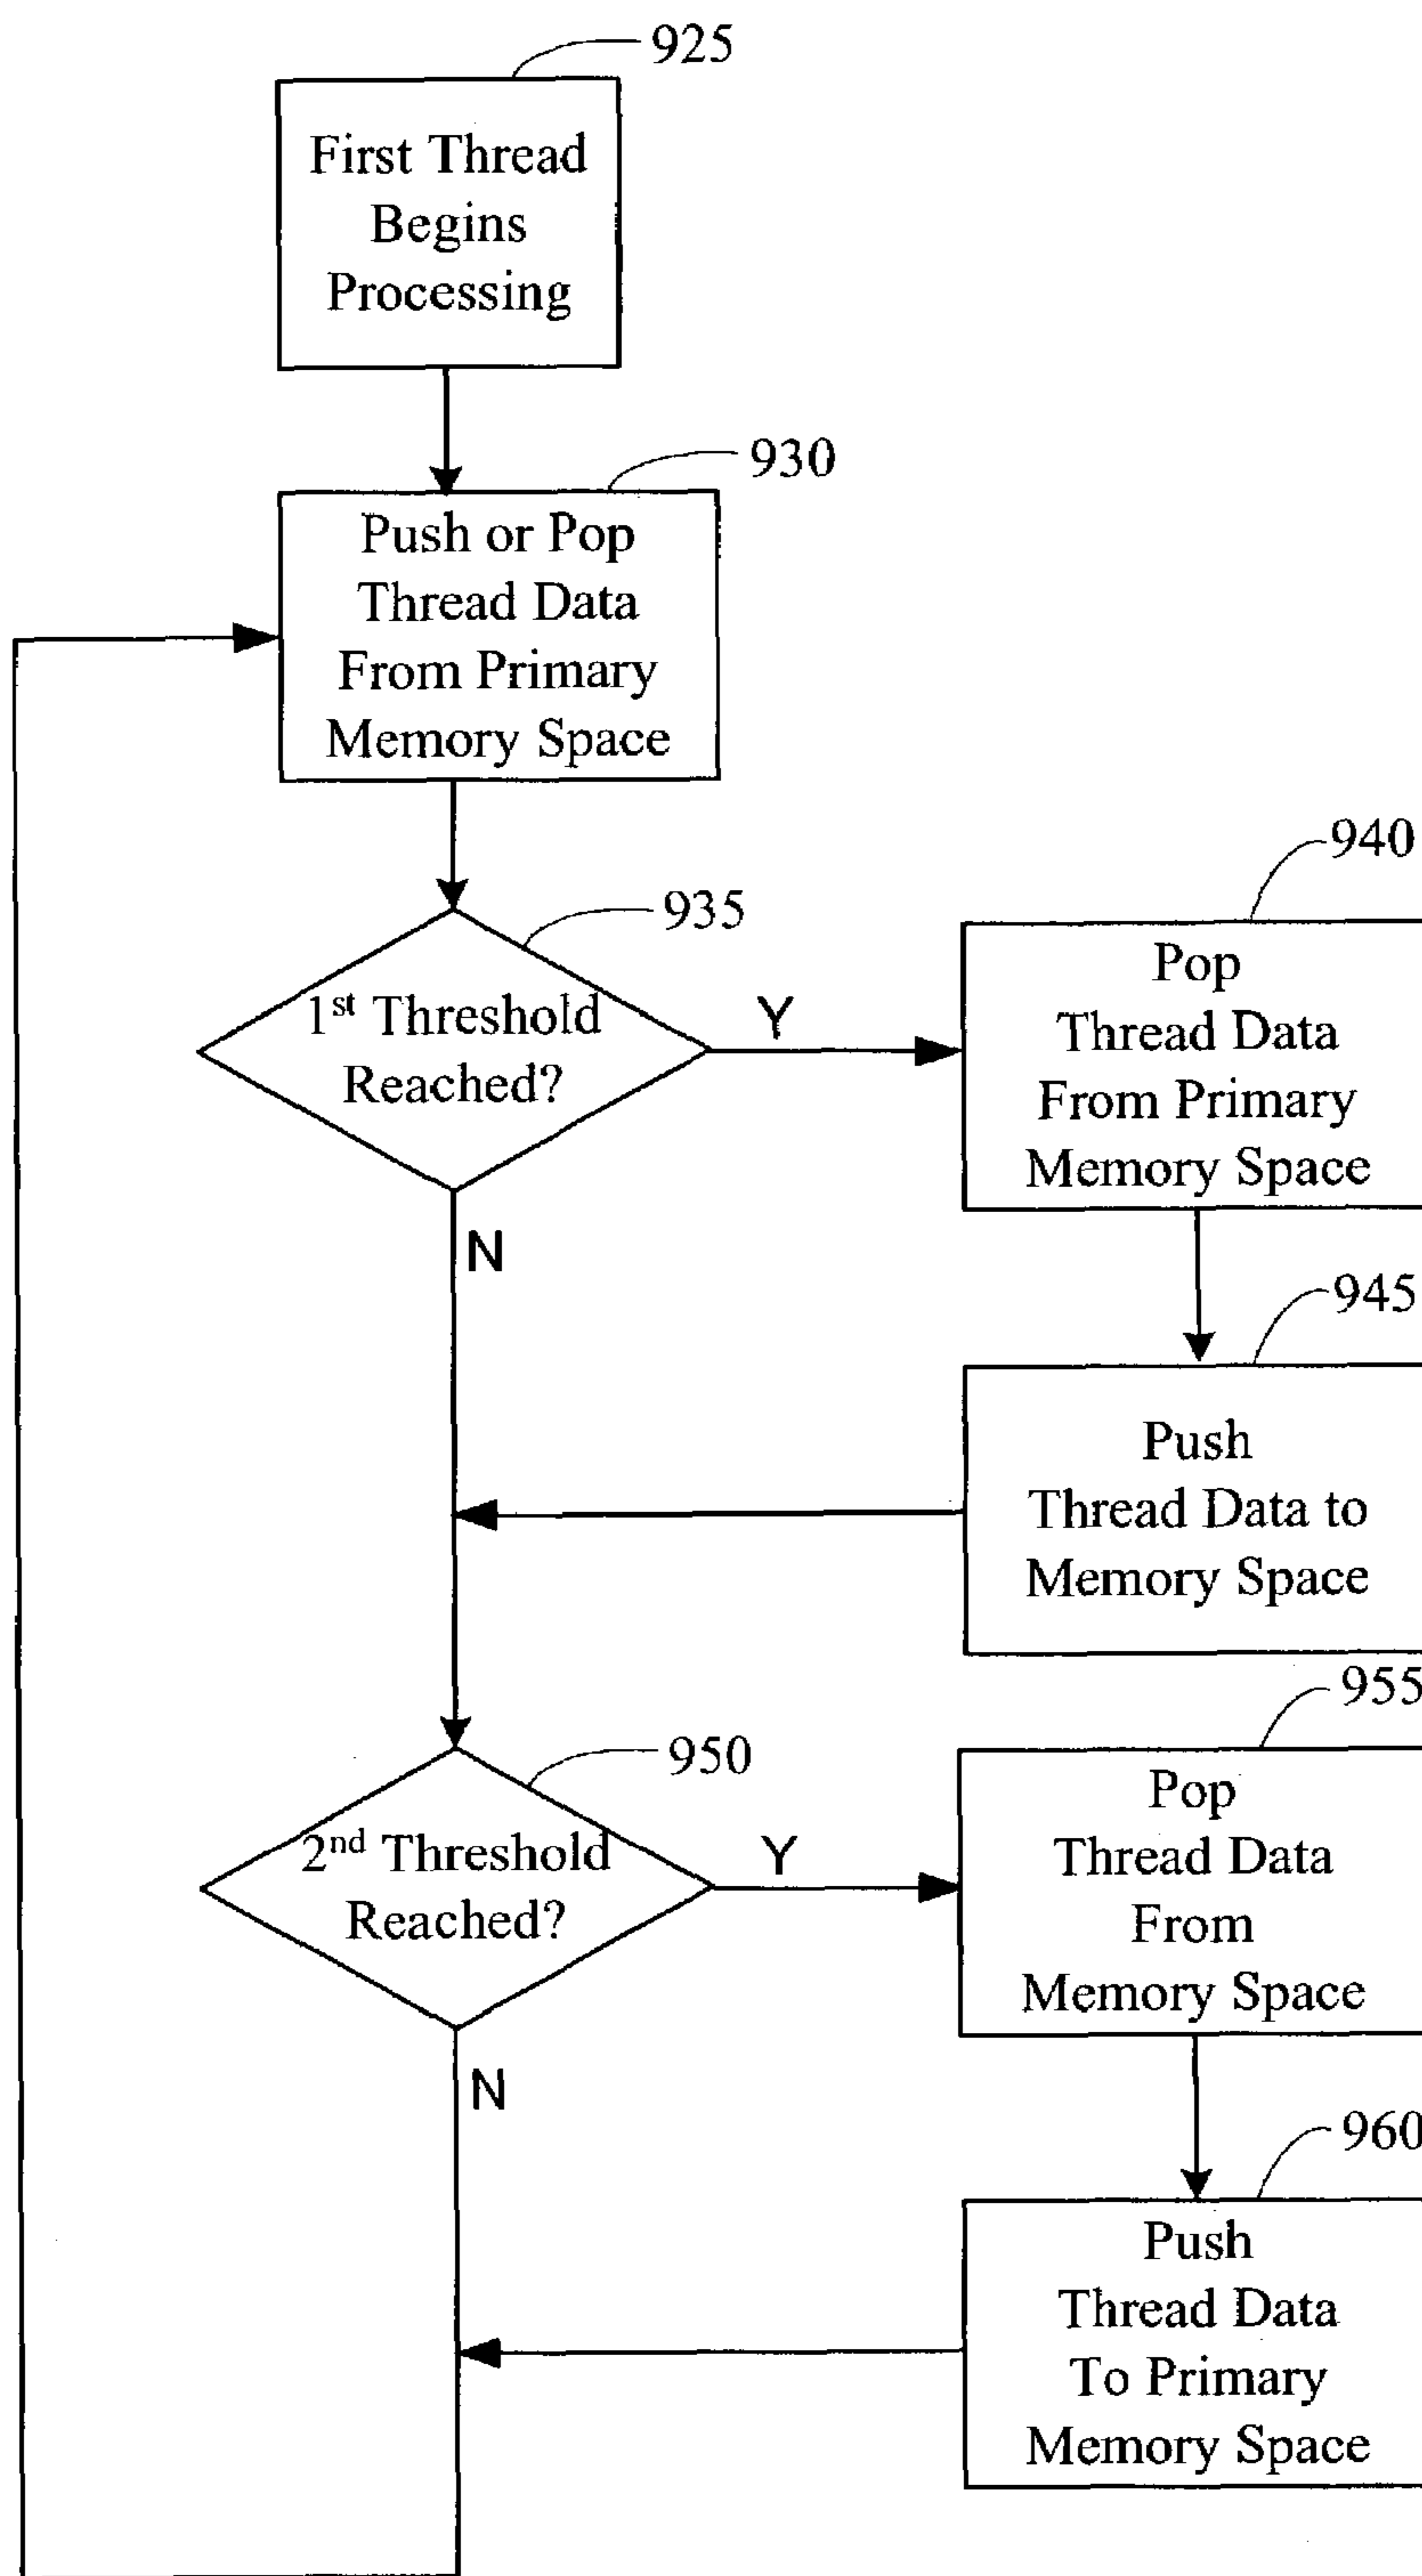 925
First Thread
Begins
Processing
930
Push or Pop
Thread Data
From Primary
Memory Space
935
1st Threshold
Reached?
Y
N
940
Pop
Thread Data
From Primary
Memory Space
945
Push
Thread Data to
Memory Space
950
2nd Threshold
Reached?
Y
N
955
Pop
Thread Data
From
Memory Space
960
Push
Thread Data
To Primary
Memory Space